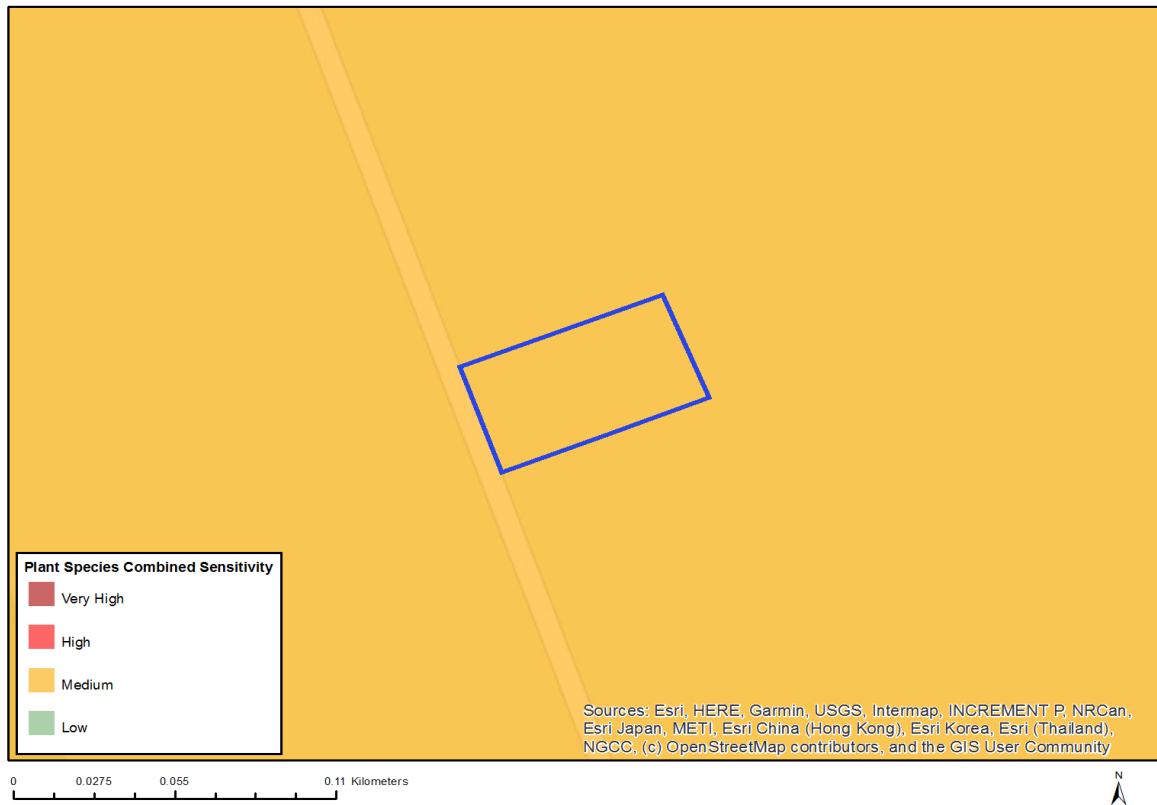 Plant Species Combined Sensitivity
Very High
High
Medium
Low
Sources: Esri, HERE, Garmin, USGS, Intermap, INCREMENT P, NRCan,
Esri Japan, METI, Esri China (Hong Kong), Esri Korea, Esri (Thailand),
NGCC, (c) OpenStreetMap contributors, and the GIS User Community
0 0.0275 0.055 0.11 Kilometers
N